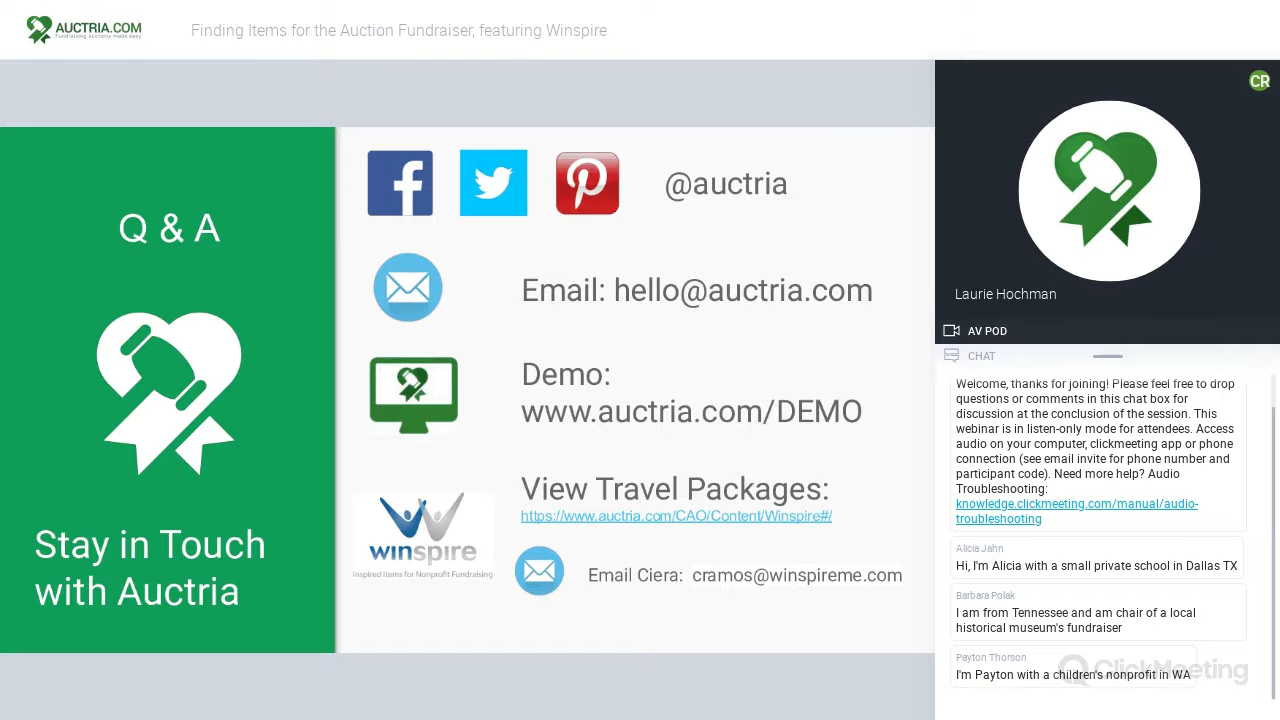 AUCTRIA.COM
Fundraising auctions made easy
Finding Items for the Auction Fundraiser, featuring Winspire
CR
Q & A
Stay in Touch
with Auctria
@auctria
Email: hello@auctria.com
Demo:
www.auctria.com/DEMO
View Travel Packages:
https://www.auctria.com/CAO/Content/Winspire#/
winspire
Inspired Items for Nonprofit Fundraising
Email Ciera: cramos@winspireme.com
Laurie Hochman
AV POD
CHAT
Welcome, thanks for joining! Please feel free to drop
questions or comments in this chat box for
discussion at the conclusion of the session. This
webinar is in listen-only mode for attendees. Access
audio on your computer, clickmeeting app or phone
connection (see email invite for phone number and
participant code). Need more help? Audio
Troubleshooting:
knowledge.clickmeeting.com/manual/audio-
troubleshooting
Alicia Jahn
Hi, I'm Alicia with a small private school in Dallas TX
Barbara Polak
I am from Tennessee and am chair of a local
historical museum's fundraiser
Payton Thorson
I'm Payton with a children's nonprofit in WA
ClickMeeting